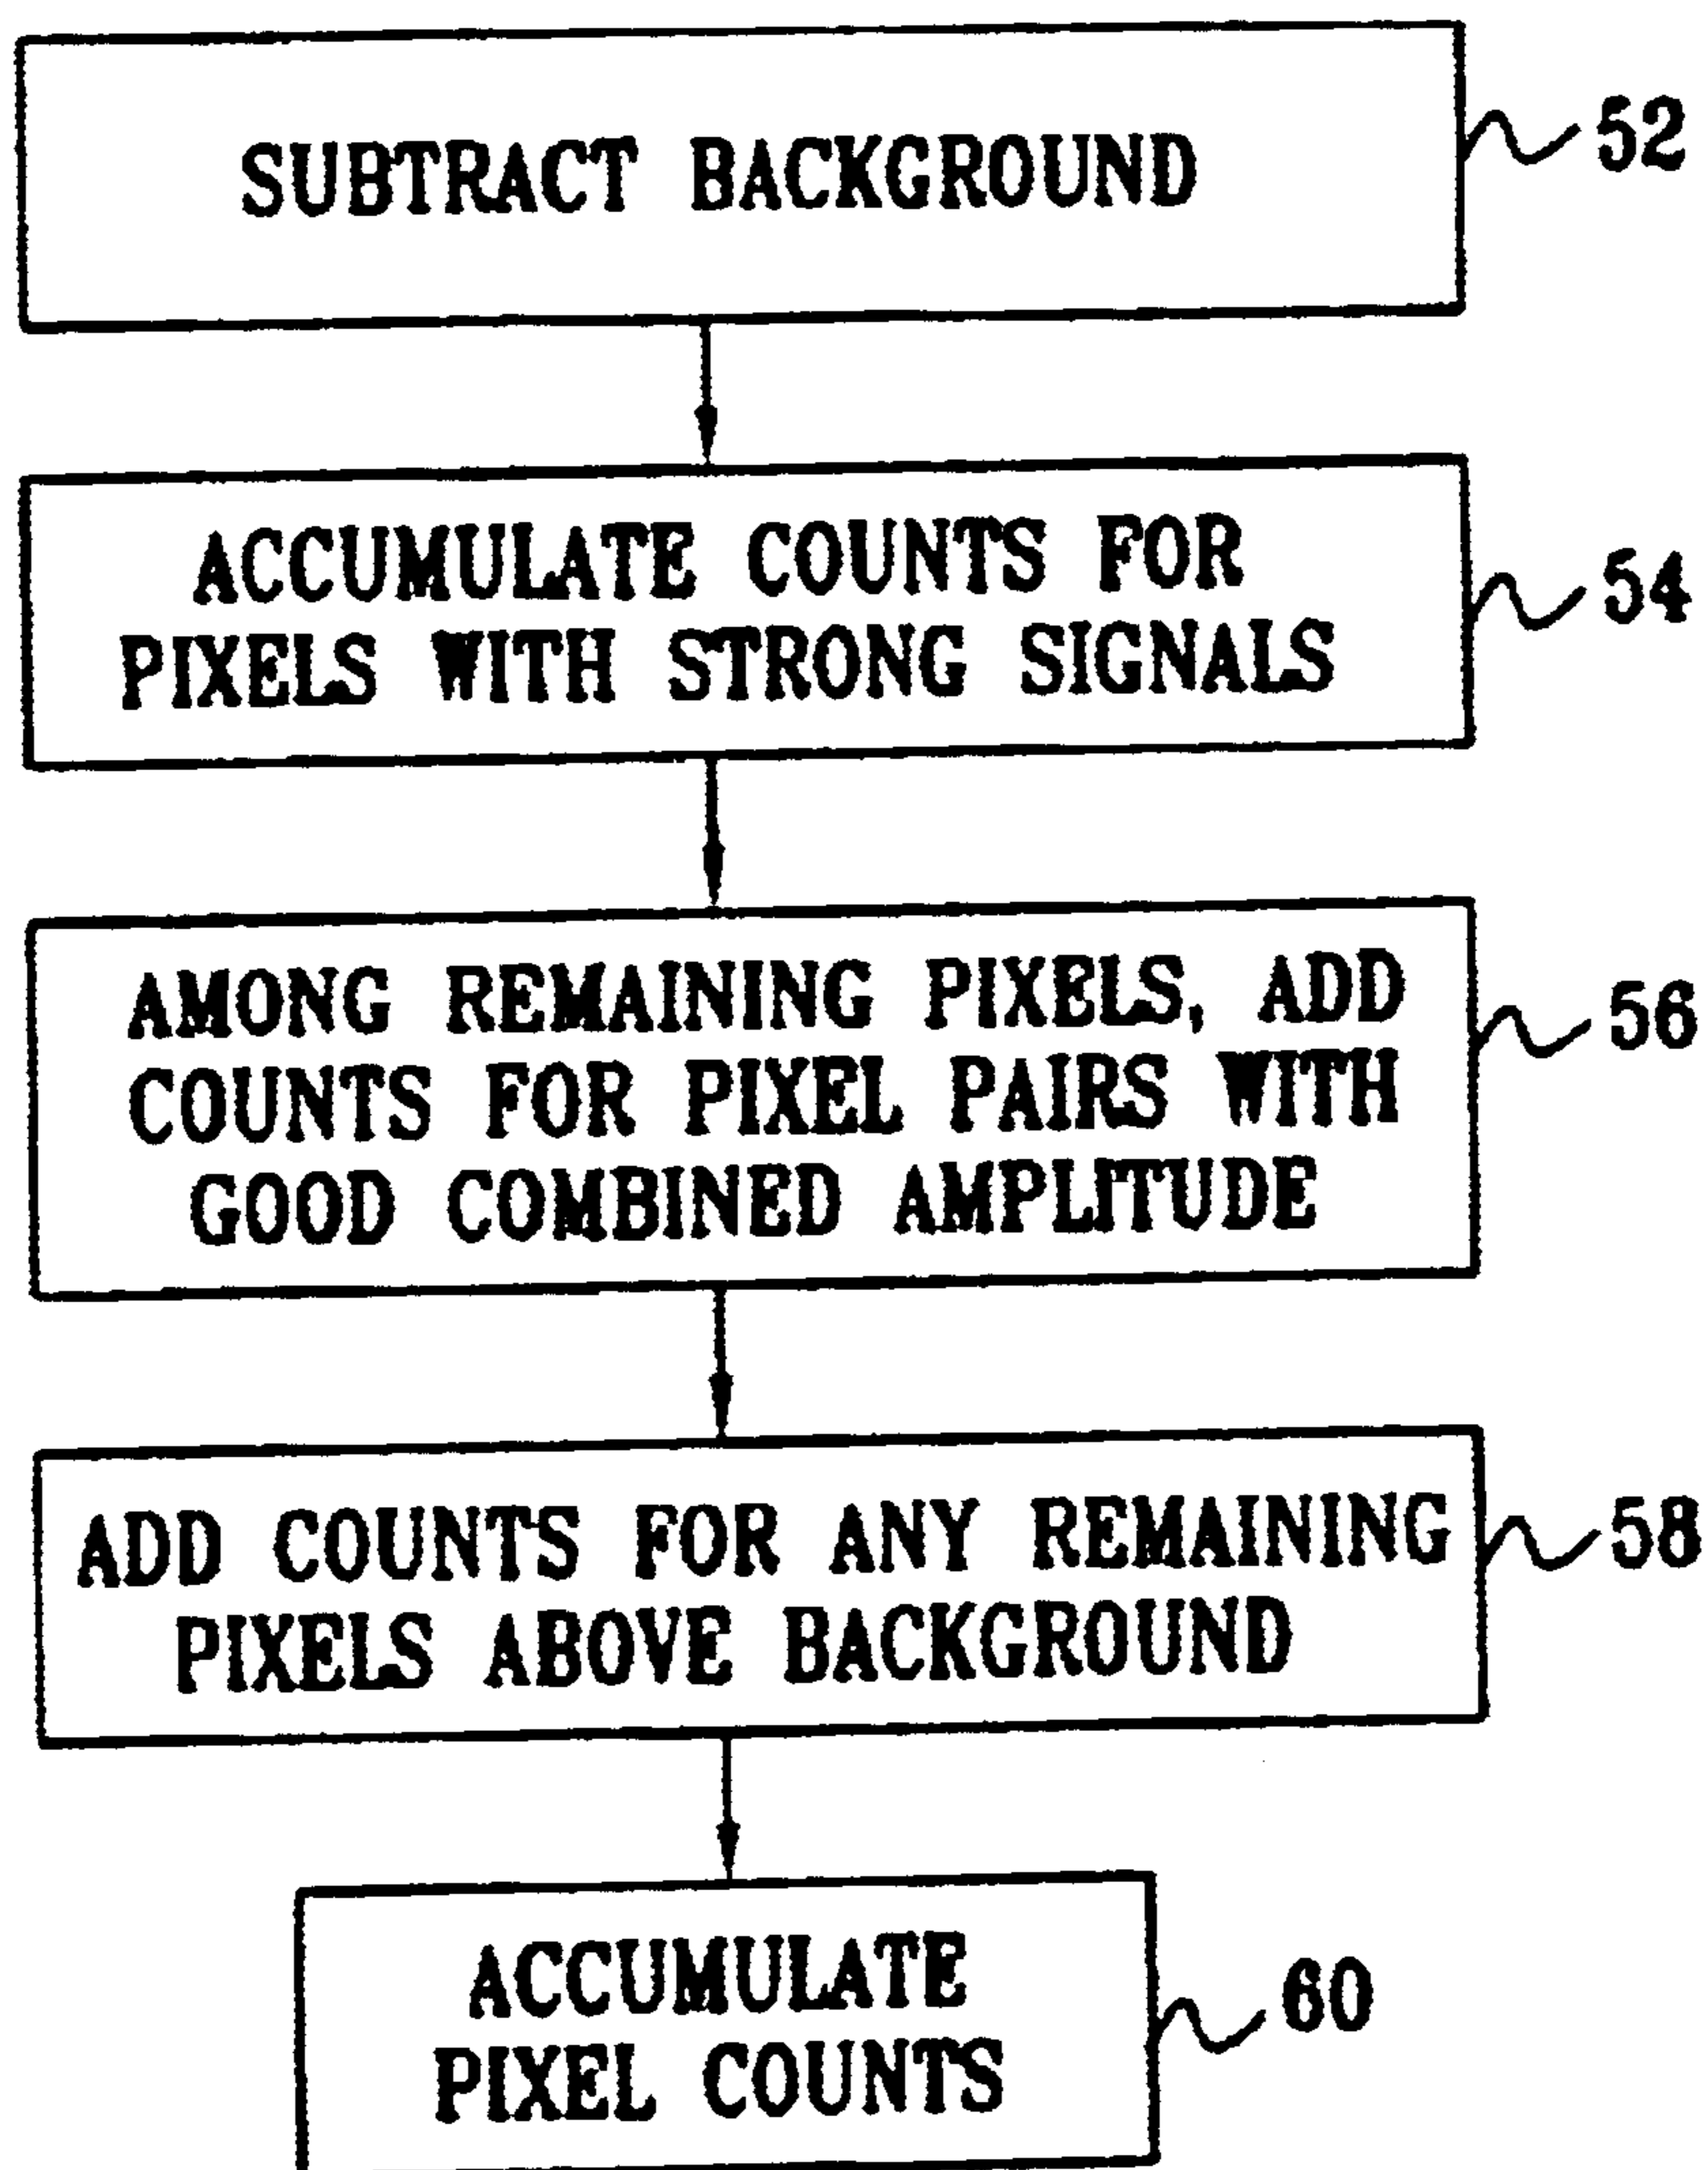 SUBTRACT BACKGROUND
52
ACCUMULATE COUNTS FOR
PIXELS WITH STRONG SIGNALS
54
AMONG REMAINING PIXELS, ADD
COUNTS FOR PIXEL PAIRS WITH
GOOD COMBINED AMPLITUDE
56
ADD COUNTS FOR ANY REMAINING
PIXELS ABOVE BACKGROUND
58
ACCUMULATE
PIXEL COUNTS
60